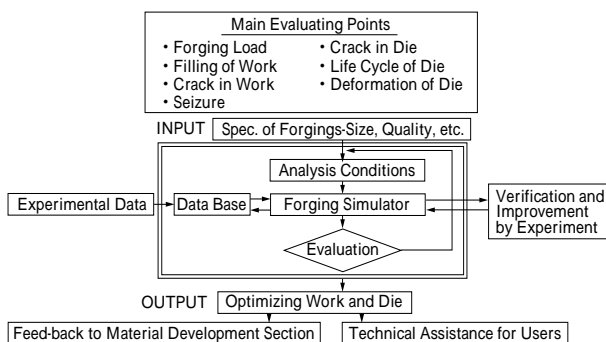 Main Evaluating Points
・Forging Load
・Filling of Work
・Crack in Work
・Seizure
・Crack in Die
・Life Cycle of Die
・Deformation of Die
INPUT
Spec. of Forgings-Size, Quality, etc.
Analysis Conditions
Experimental Data
Data Base
Forging Simulator
Verification and
Improvement
by Experiment
Evaluation
OUTPUT
Optimizing Work and Die
Feed-back to Material Development Section
Technical Assistance for Users